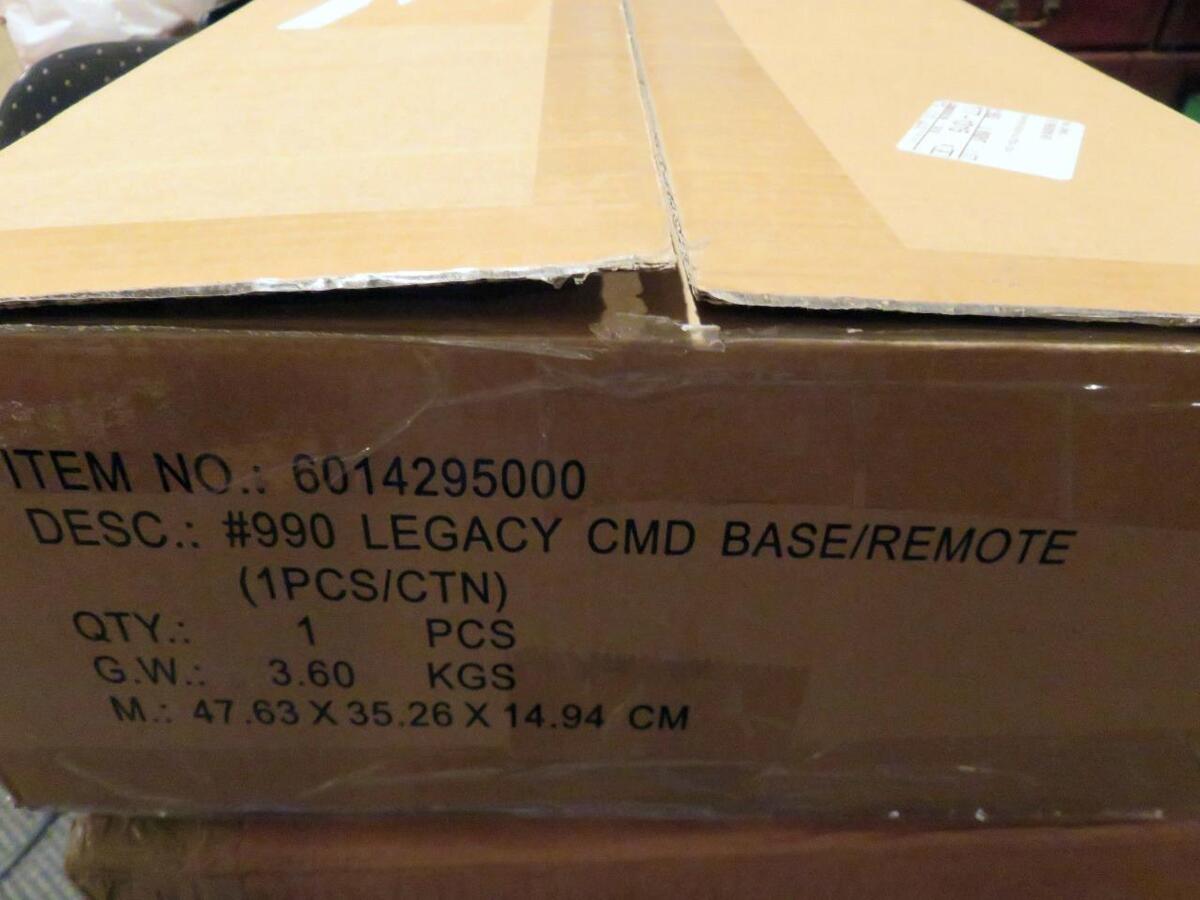 ITEM NO.: 6014295000
DESC.: #990 LEGACY CMD BASE/REMOTE
(1PCS/CTN)
QTY.: 1 PCS
G.W.: 3.60 KGS
M.: 47.63 X 35.26 X 14.94 CM